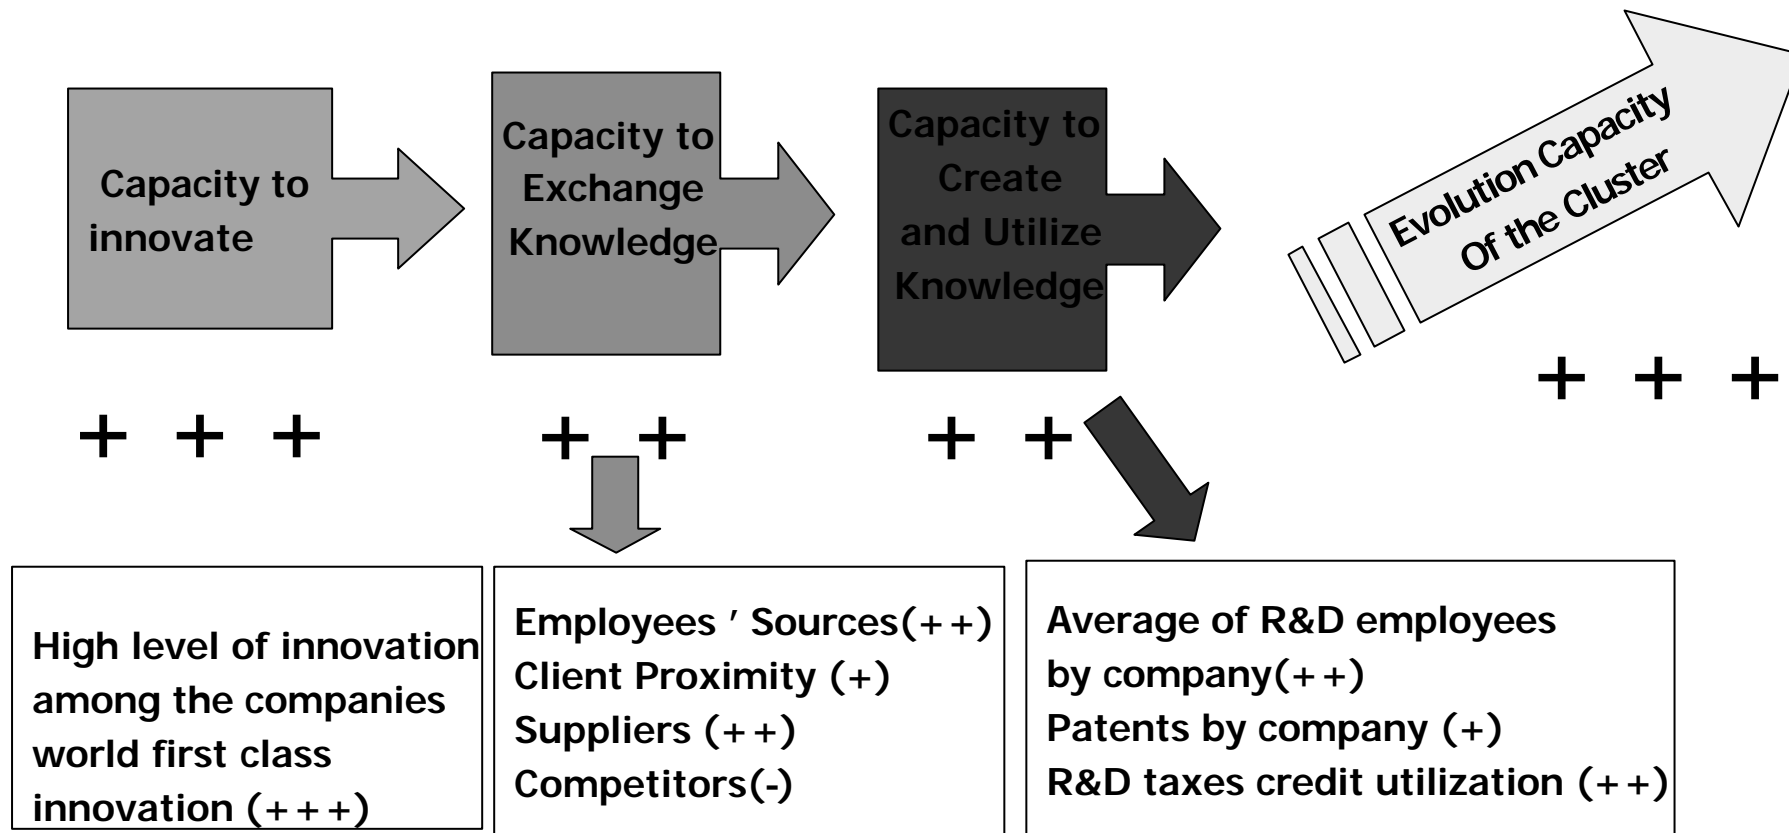 Capacity to
innovate
Capacity to
Exchange
Knowledge
Capacity to
Create
and Utilize
Knowledge
Evolution Capacity
Of the Cluster
+ + +
+ +
+ +
+ + +
High level of innovation
among the companies
world first class
innovation (+++)
Employees ’ Sources(++)
Client Proximity (+)
Suppliers (++)
Competitors(-)
Average of R&D employees
by company(++)
Patents by company (+)
R&D taxes credit utilization (++)